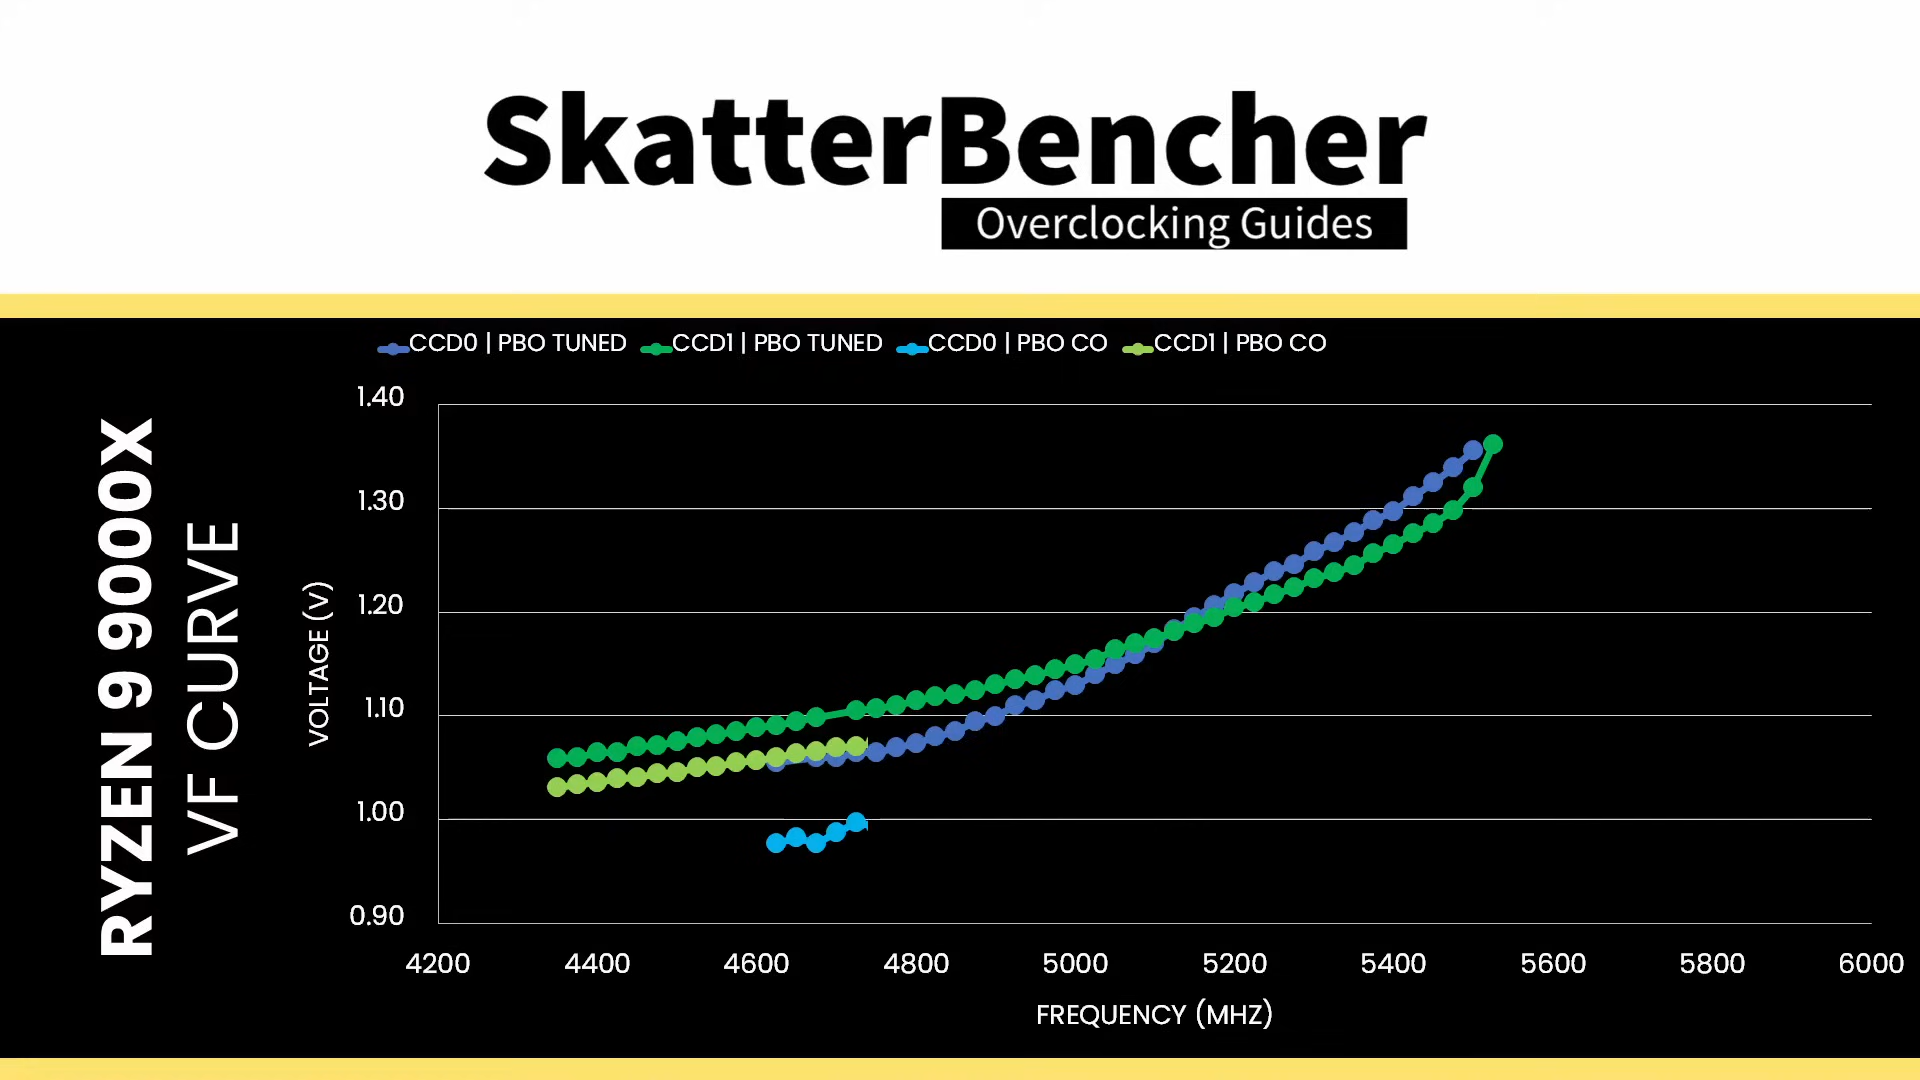 SkatterBencher
Overclocking Guides
CCD0 | PBO TUNED
CCD1 | PBO TUNED
CCD0 | PBO CO
CCD1 | PBO CO
RYZEN 9 9000X
VF CURVE
VOLTAGE (V)
1.40
1.30
1.20
1.10
1.00
0.90
4200 4400 4600 4800 5000 5200 5400 5600 5800 6000
FREQUENCY (MHZ)